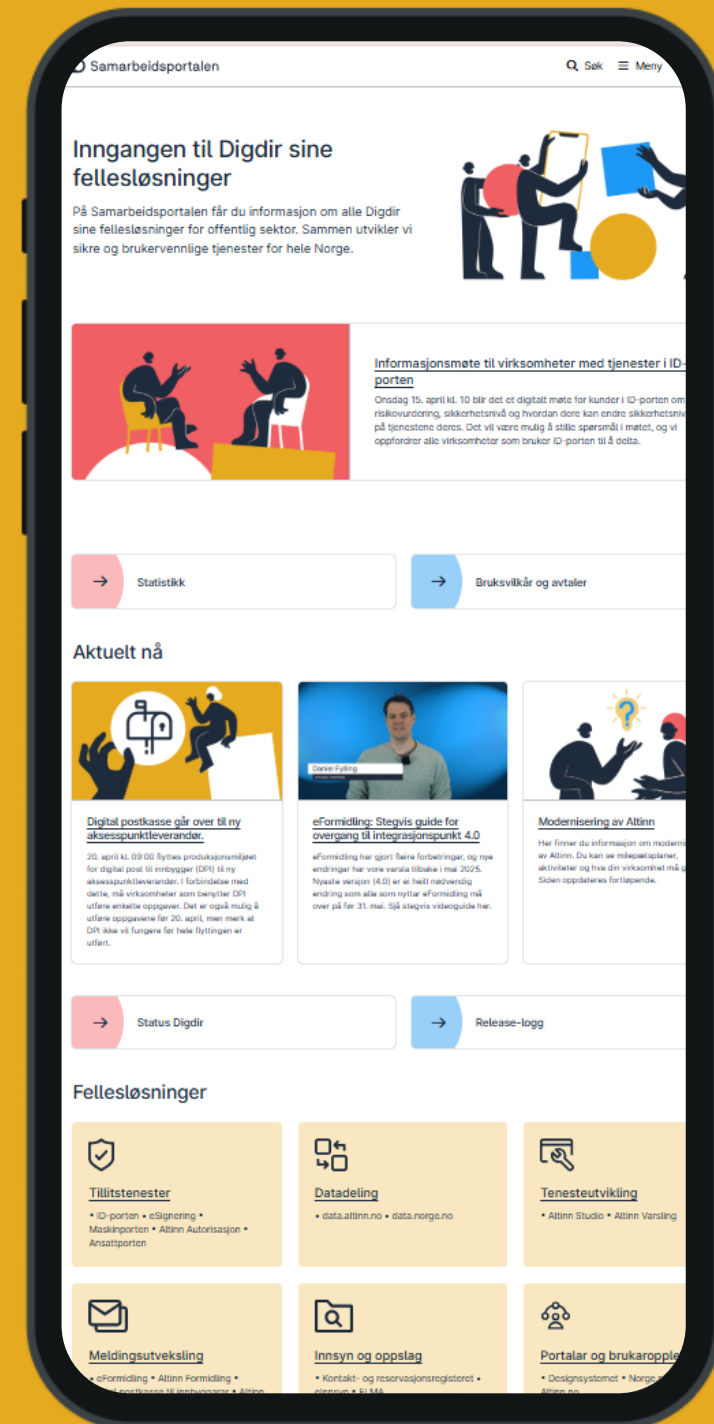 Samarbeidsportalen
Søk
Meny
Inngangen til Digdir sine
fellesløsninger
På Samarbeidsportalen får du informasjon om alle Digdir
sine fellesløsninger for offentlig sektor. Sammen utvikler vi
sikre og brukervennlige tjenester for hele Norge.
Informasjonsmøte til virksomheter med tjenester i ID-
porten
Onsdag 15. april kl. 10 blir det et digitalt møte for kunder i ID-porten om
risikovurdering, sikkerhetsnivå og hvordan dere kan endre sikkerhetsniv
på tjenestene deres. Det vil være mulig å stille spørsmål i møtet, og vi
oppfordrer alle virksomheter som bruker ID-porten til å delta.
Statistikk
Bruksvilkår og avtaler
Aktuelt nå
Daniel Fylling
Digital postkasse går over til ny
aksesspunktleverandør.
20. april kl. 09:00 flyttes produksjonsmiljøet
for digital post til innbygger (DPI) til ny
aksesspunktleverandør. I forbindelse med
dette, må virksomheter som benytter DPI
utføre enkelte oppgaver. Det er også mulig å
utføre oppgavene før 20. april, men merk at
DPI ikke vil fungere før hele flyttingen er
utført.
eFormidling: Stegvis guide for
overgang til integrasjonspunkt 4.0
eFormidling har gjort fleire forbetringar, og nye
endringar har vore varsla tilbake i mai 2025.
Nyaste versjon (4.0) er ei heilt nødvendig
endring som alle som nyttar eFormidling må
over på før 31. mai. Sjå stegvis videoguide her.
Modernisering av Altinn
Her finner du informasjon om moderni
av Altinn. Du kan se milepælsplaner,
aktiviteter og hva din virksomhet må g
Siden oppdateres fortløpende.
Status Digdir
Release-logg
Fellesløsninger
Tillitstenester
• ID-porten • eSignering •
Maskinporten • Altinn Autorisasjon •
Ansattporten
Datadeling
• data.altinn.no • data.norge.no
Tenesteutvikling
• Altinn Studio • Altinn Varsling
Meldingsutveksling
• eFormidling • Altinn Formidling •
postkasse til innbyggarar • Altinn
Innsyn og oppslag
• Kontakt- og reservasjonsregisteret •
eInnsyn • ELMA
Portalar og brukaropple
• Designsystemet • Norge.n
Altinn.no